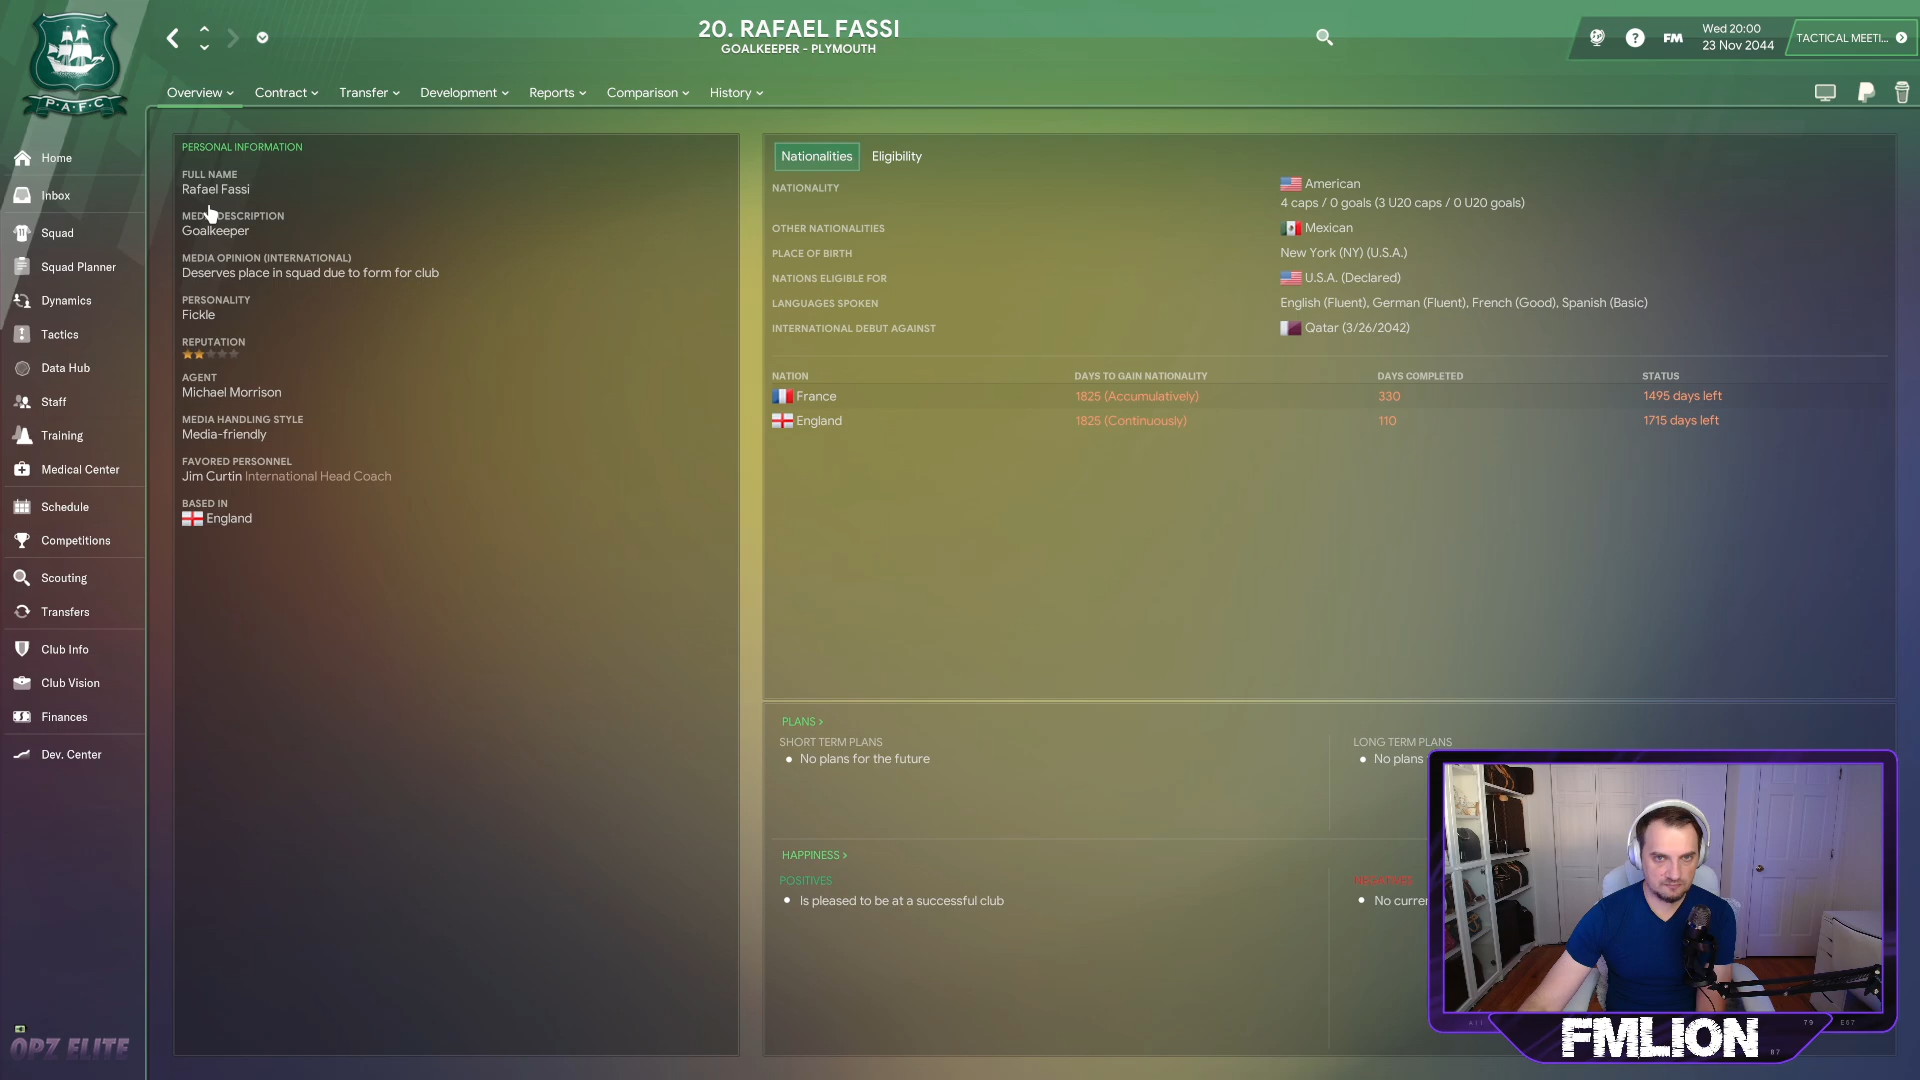 20. RAFAEL FASSI
GOALKEEPER - PLYMOUTH
FM
Wed 20:00
23 Nov 2044
TACTICAL MEETI...
P·A·F·C
Overview
Contract
Transfer
Development
Reports
Comparison
History
Home
Inbox
Squad
Squad Planner
Dynamics
Tactics
Data Hub
Staff
Training
Medical Center
Schedule
Competitions
Scouting
Transfers
Club Info
Club Vision
Finances
Dev. Center
OPZ ELITE
PERSONAL INFORMATION
FULL NAME
Rafael Fassi
MED DESCRIPTION
Goalkeeper
MEDIA OPINION (INTERNATIONAL)
Deserves place in squad due to form for club
PERSONALITY
Fickle
REPUTATION
AGENT
Michael Morrison
MEDIA HANDLING STYLE
Media-friendly
FAVORED PERSONNEL
Jim Curtin International Head Coach
BASED IN
England
Nationalities Eligibility
NATIONALITY American
4 caps / 0 goals (3 U20 caps / 0 U20 goals)
OTHER NATIONALITIES Mexican
PLACE OF BIRTH New York (NY) (U.S.A.)
NATIONS ELIGIBLE FOR U.S.A. (Declared)
LANGUAGES SPOKEN English (Fluent), German (Fluent), French (Good), Spanish (Basic)
INTERNATIONAL DEBUT AGAINST Qatar (3/26/2042)
NATION DAYS TO GAIN NATIONALITY DAYS COMPLETED STATUS
France 1825 (Accumulatively) 330 1495 days left
England 1825 (Continuously) 110 1715 days left
PLANS >
SHORT TERM PLANS
• No plans for the future
LONG TERM PLANS
• No plans
HAPPINESS >
POSITIVES
• Is pleased to be at a successful club
NEGATIVES
• No curre
FMLION
79
E67
87